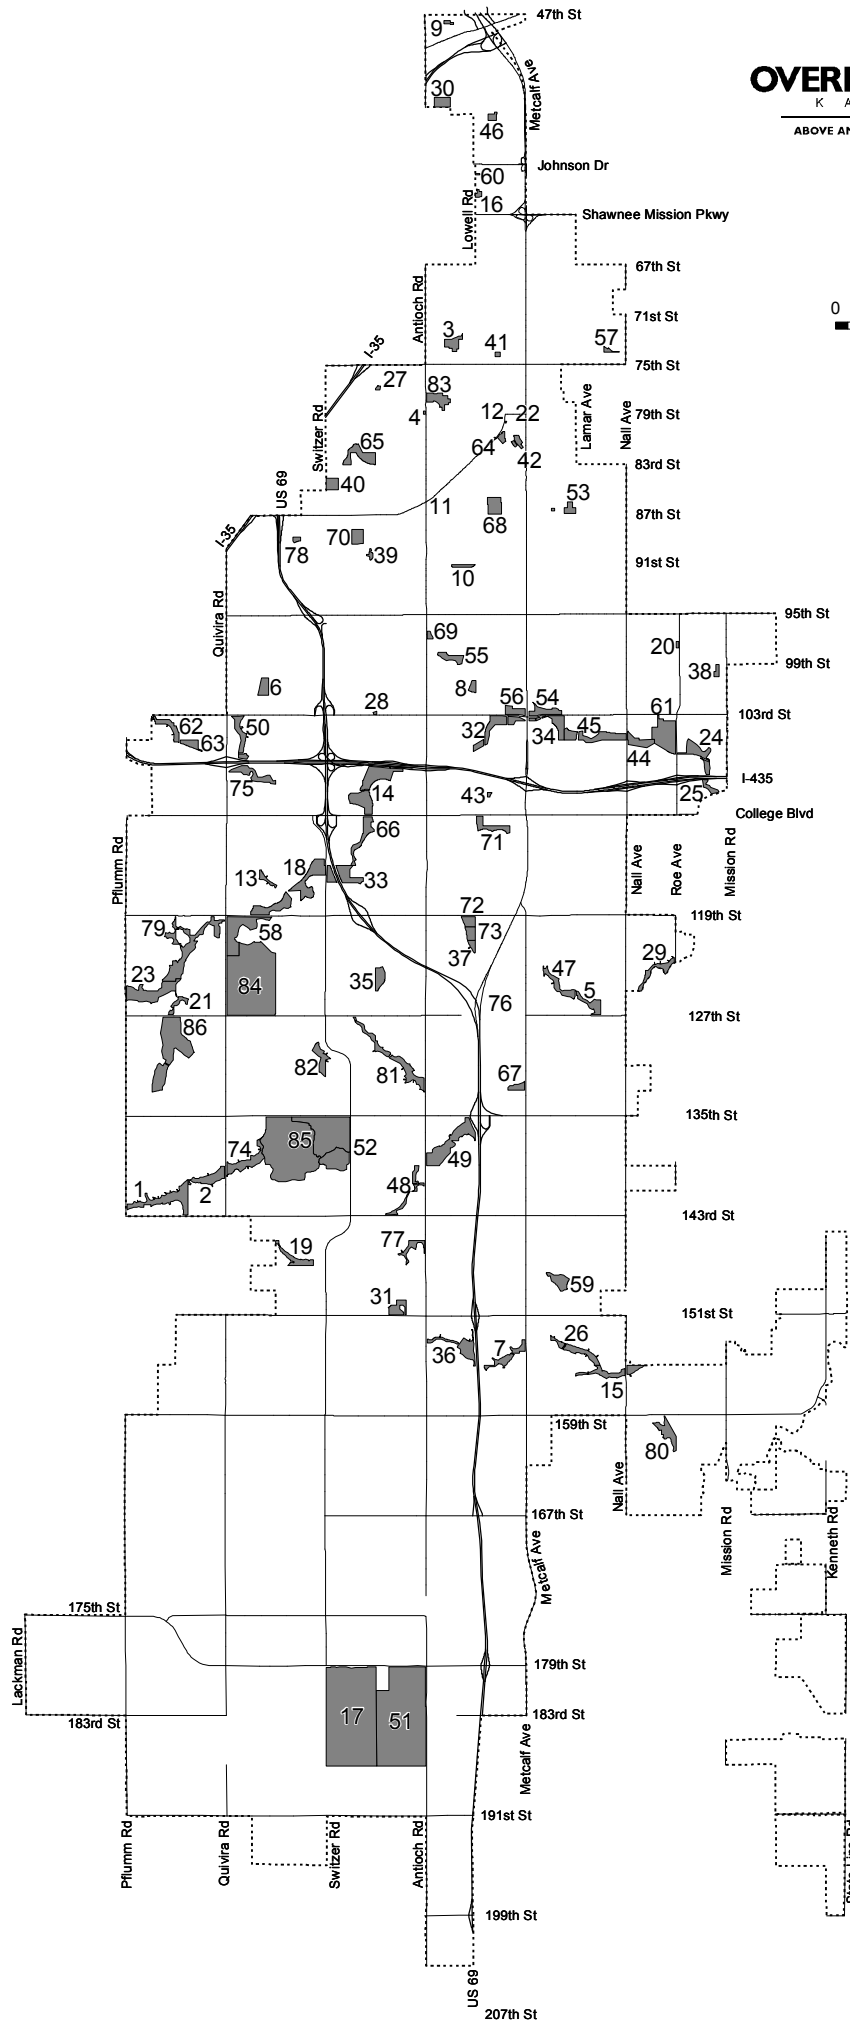 47th St
9
OVERL
K A
ABOVE AN
Metcalf Ave
30
46
Johnson Dr
60
16
Lowell Rd
Shawnee Mission Pkwy
67th St
Antioch Rd
0
71st St
3
41
57
I-35
75th St
27
83
4
12
22
79th St
Lamar Ave
Nall Ave
Switzer Rd
65
64
42
83rd St
40
US 69
11
68
53
87th St
I-35
78
70
39
91st St
10
95th St
Quivira Rd
69
20
55
99th St
38
6
8
28
56
54
61
103rd St
62
63
50
32
34
45
44
24
75
I-435
14
43
25
College Blvd
66
71
Pflumm Rd
18
13
33
Nall Ave
Roe Ave
Mission Rd
72
119th St
79
58
73
37
29
23
84
35
47
5
21
76
127th St
86
82
81
67
135th St
74
85
52
49
1
2
48
143rd St
19
77
59
31
151st St
36
7
26
15
159th St
80
Nall Ave
167th St
Mission Rd
Kenneth Rd
Metcalf Ave
175th St
Lackman Rd
179th St
17
51
183rd St
183rd St
Metcalf Ave
191st St
Pflumm Rd
Quivira Rd
Switzer Rd
Antioch Rd
199th St
US 69
207th St